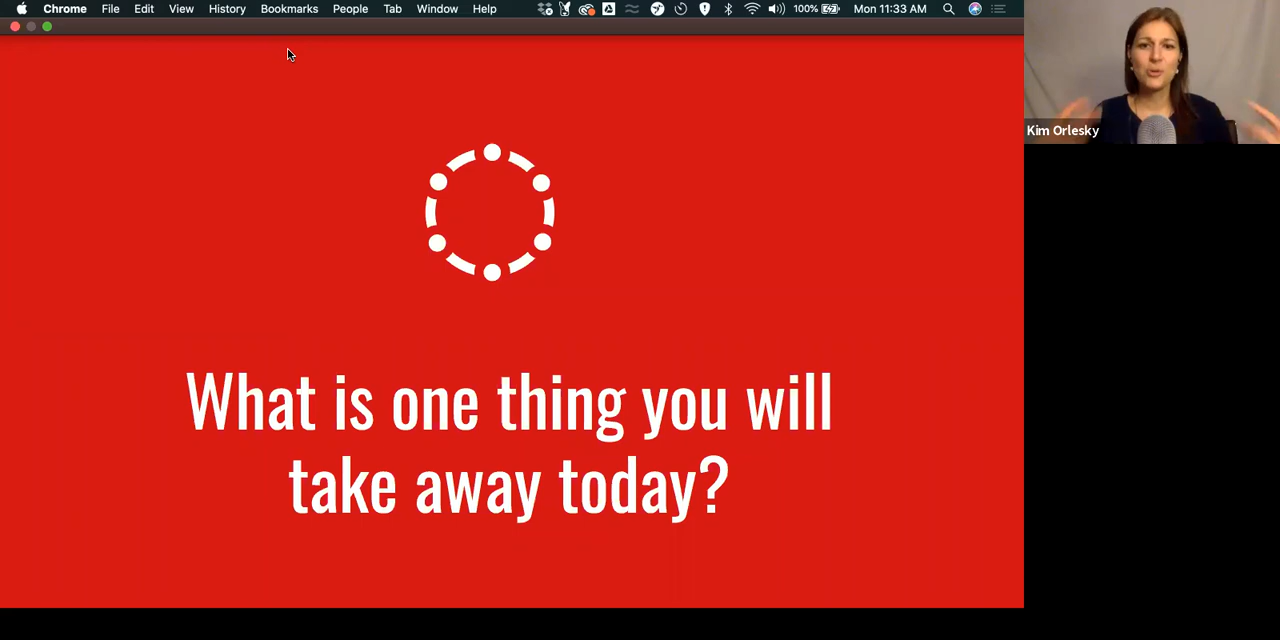 Chrome File Edit View History Bookmarks People Tab Window Help 100% Mon 11:33 AM
Kim Orlesky
What is one thing you will
take away today?